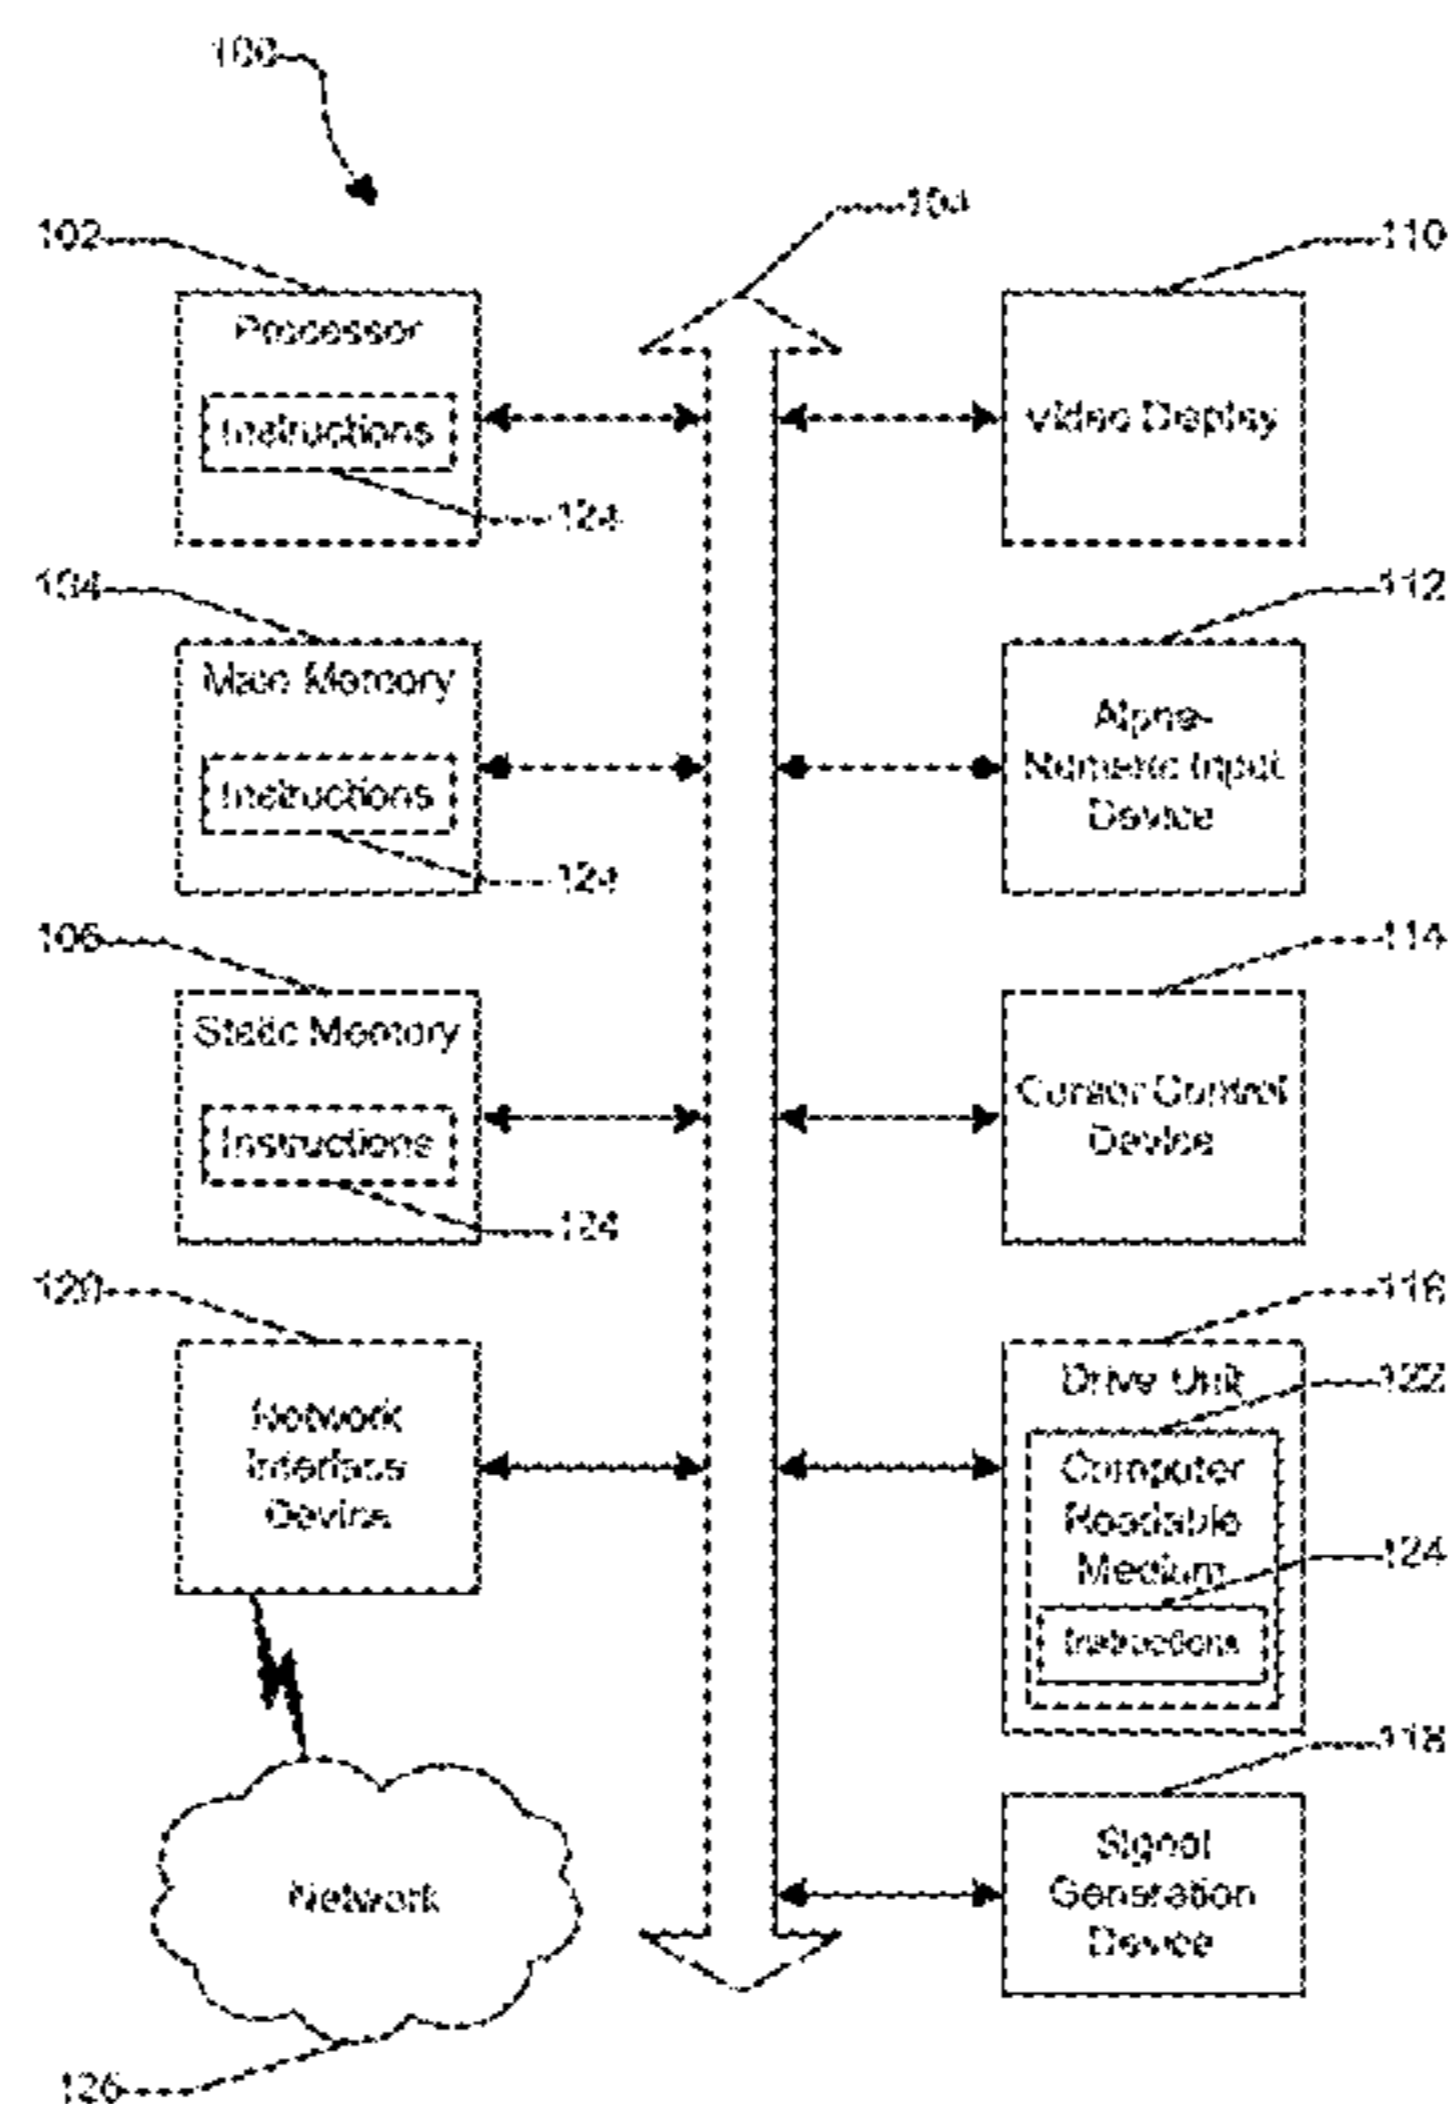 100
104
102
110
Processor
Instructions
124
Video Display
104
112
Main Memory
Instructions
124
Alpha-
Numeric Input
Device
106
114
Static Memory
Instructions
124
Cursor Control
Device
120
116
Network
Interface
Device
Drive Unit
122
Computer
Readable
Medium
124
Instructions
118
Network
Signal
Generation
Device
126